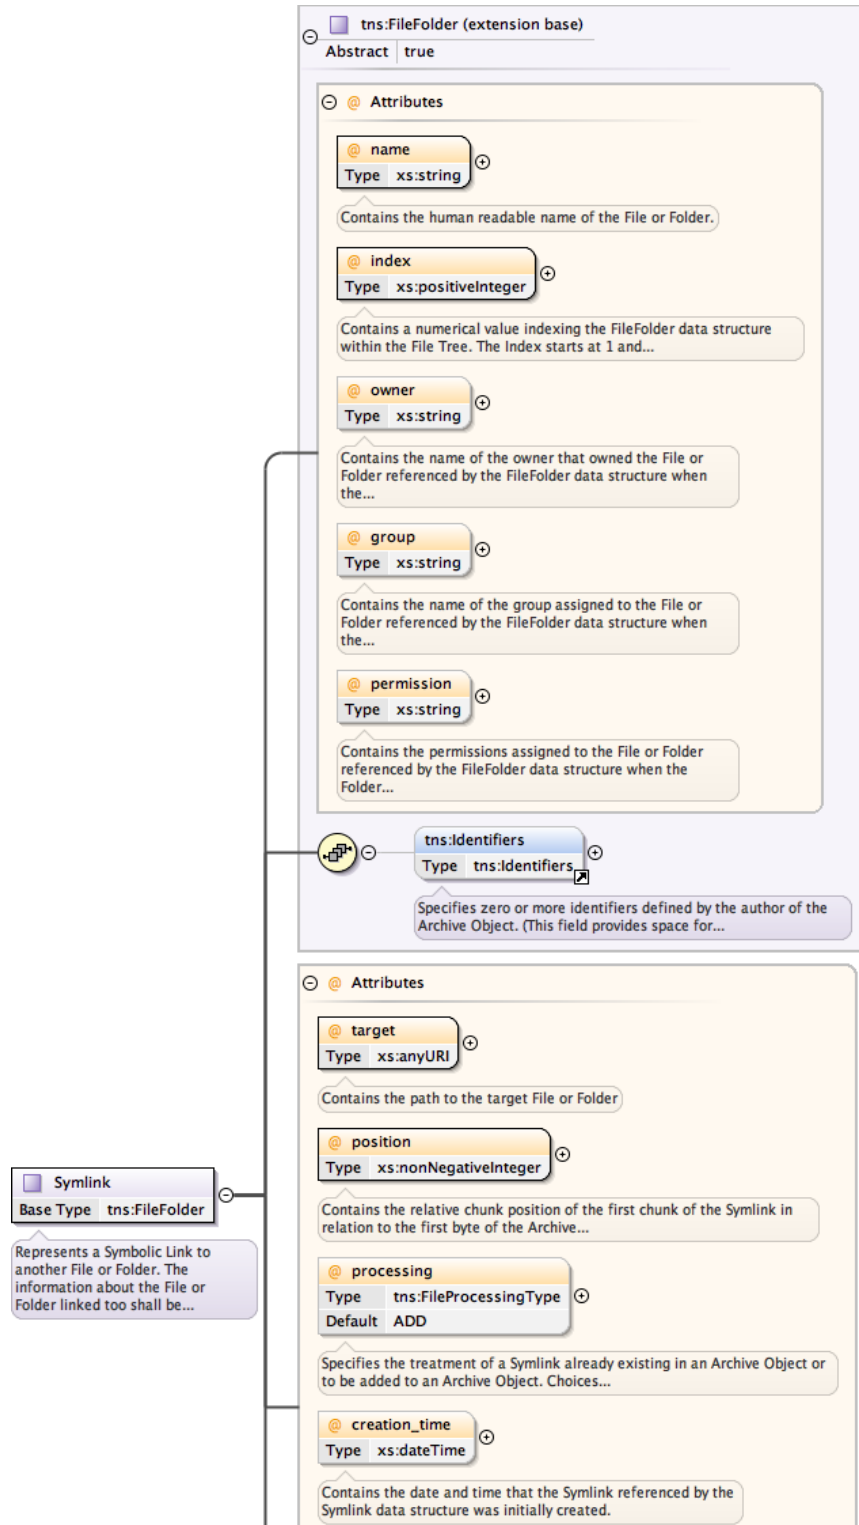 tns:FileFolder (extension base)
Abstract true
@ Attributes
@ name
Type xs:string
Contains the human readable name of the File or Folder.
@ index
Type xs:positiveInteger
Contains a numerical value indexing the FileFolder data structure
within the File Tree. The Index starts at 1 and...
@ owner
Type xs:string
Contains the name of the owner that owned the File or
Folder referenced by the FileFolder data structure when
the...
@ group
Type xs:string
Contains the name of the group assigned to the File or
Folder referenced by the FileFolder data structure when
the...
@ permission
Type xs:string
Contains the permissions assigned to the File or Folder
referenced by the FileFolder data structure when the
Folder...
tns:Identifiers
Type tns:Identifiers
Specifies zero or more identifiers defined by the author of the
Archive Object. (This field provides space for...
@ Attributes
@ target
Type xs:anyURI
Contains the path to the target File or Folder
@ position
Type xs:nonNegativeInteger
Contains the relative chunk position of the first chunk of the Symlink in
relation to the first byte of the Archive...
Symlink
Base Type tns:FileFolder
Represents a Symbolic Link to
another File or Folder. The
information about the File or
Folder linked too shall be...
@ processing
Type tns:FileProcessingType
Default ADD
Specifies the treatment of a Symlink already existing in an Archive Object or
to be added to an Archive Object. Choices...
@ creation_time
Type xs:dateTime
Contains the date and time that the Symlink referenced by the
Symlink data structure was initially created.